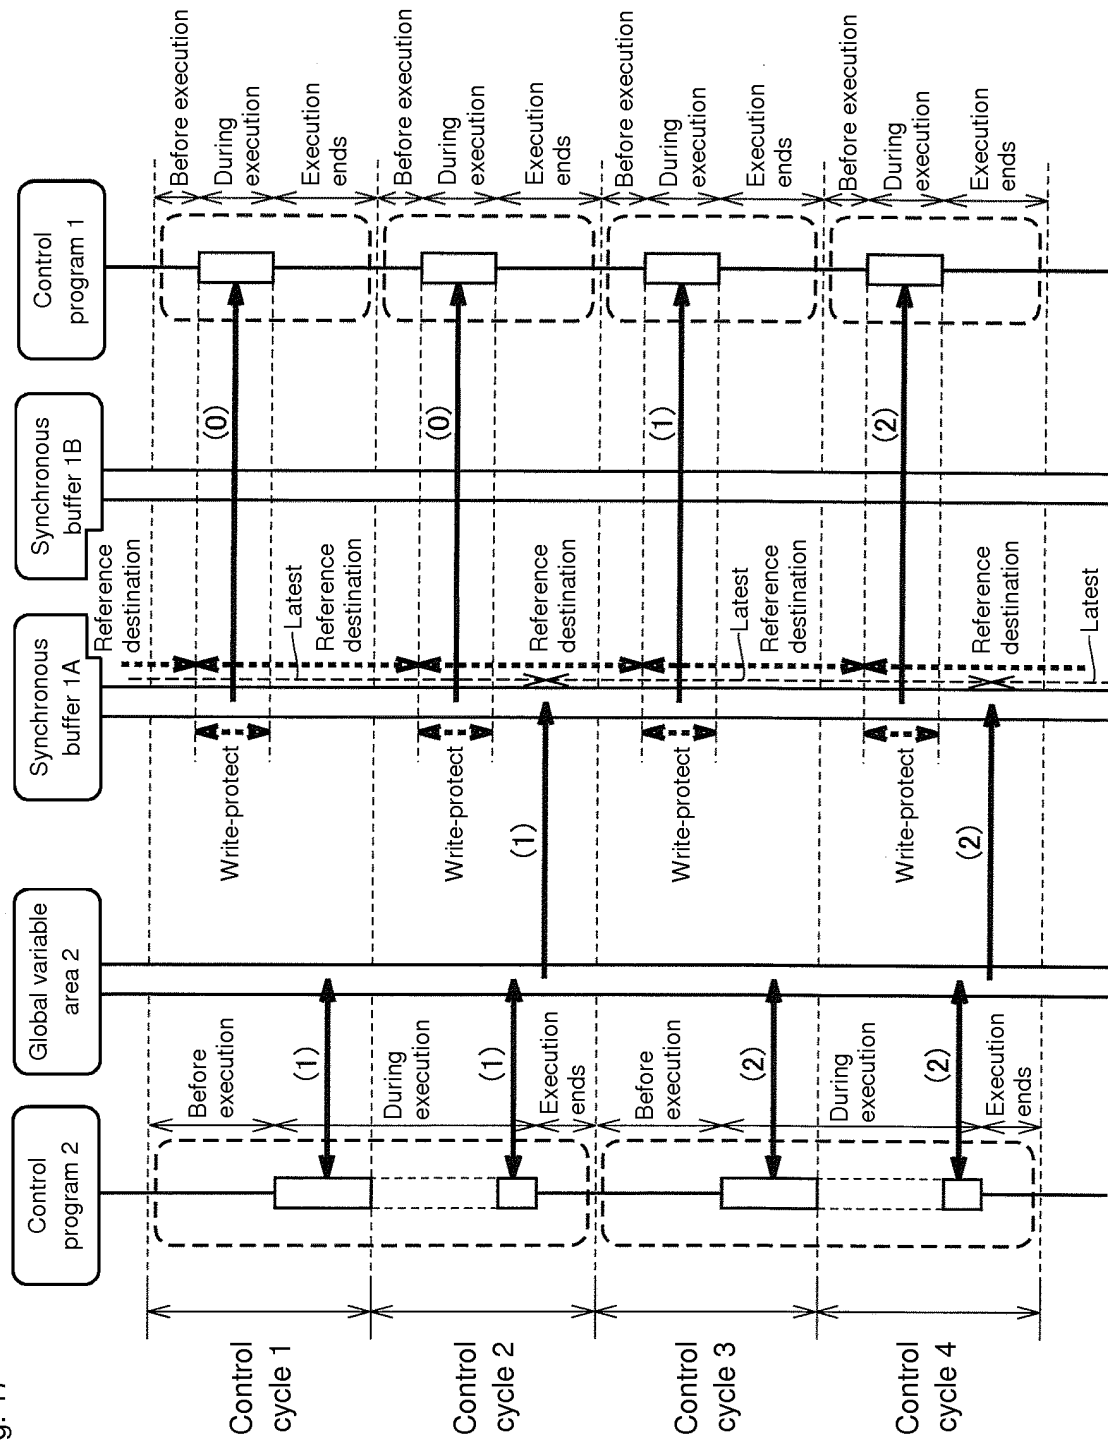 Control
program 2
Global variable
area 2
Synchronous
buffer 1A
Synchronous
buffer 1B
Control
program 1
Control
cycle 1
Before
execution
(1)
Write-protect
Reference
destination
(0)
Latest
Before execution
During
execution
Execution
ends
Control
cycle 2
During
execution
(1)
Execution
ends
(1)
Write-protect
Reference
destination
(0)
Before execution
During
execution
Execution
ends
Control
cycle 3
Before
execution
(2)
Write-protect
Reference
destination
(1)
Latest
Before execution
During
execution
Execution
ends
Control
cycle 4
During
execution
(2)
Execution
ends
(2)
Write-protect
Reference
destination
(2)
Before execution
During
execution
Execution
ends
Reference
destination
Latest